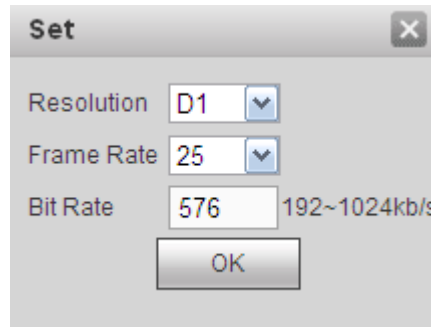 Set
Resolution D1
Frame Rate 25
Bit Rate 576 192~1024kb/s
OK